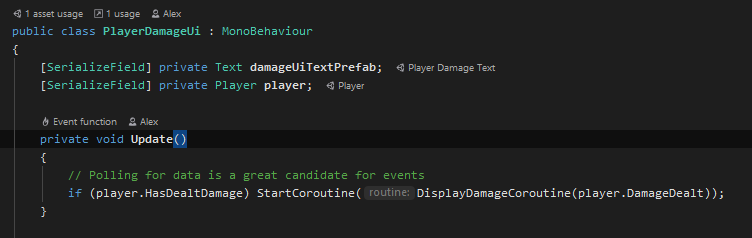 1 asset usage 1 usage Alex
public class PlayerDamageUi : MonoBehaviour
{
[SerializeField] private Text damageUiTextPrefab; Player Damage Text
[SerializeField] private Player player; Player
Event function Alex
private void Update()
{
// Polling for data is a great candidate for events
if (player.HasDealtDamage) StartCoroutine( routine: DisplayDamageCoroutine(player.DamageDealt));
}